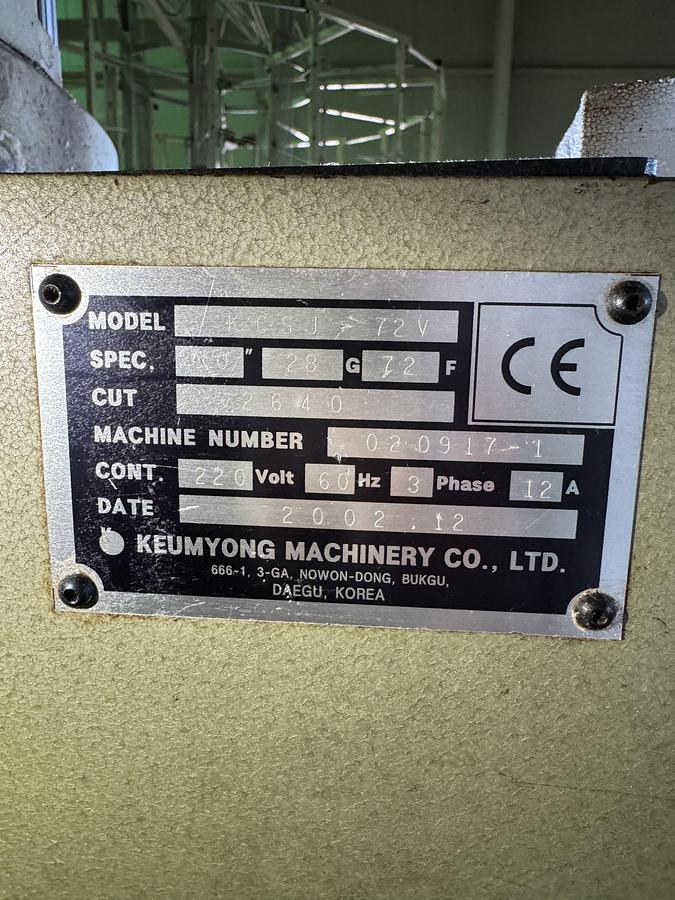 MODEL KCSJ-72V
CE
SPEC. " 28 G 72 F
CUT 2640
MACHINE NUMBER 020917-1
CONT. 220 Volt 60 Hz 3 Phase 12 A
DATE 2002.12
KEUMYONG MACHINERY CO., LTD.
666-1, 3-GA, NOWON-DONG, BUKGU,
DAEGU, KOREA